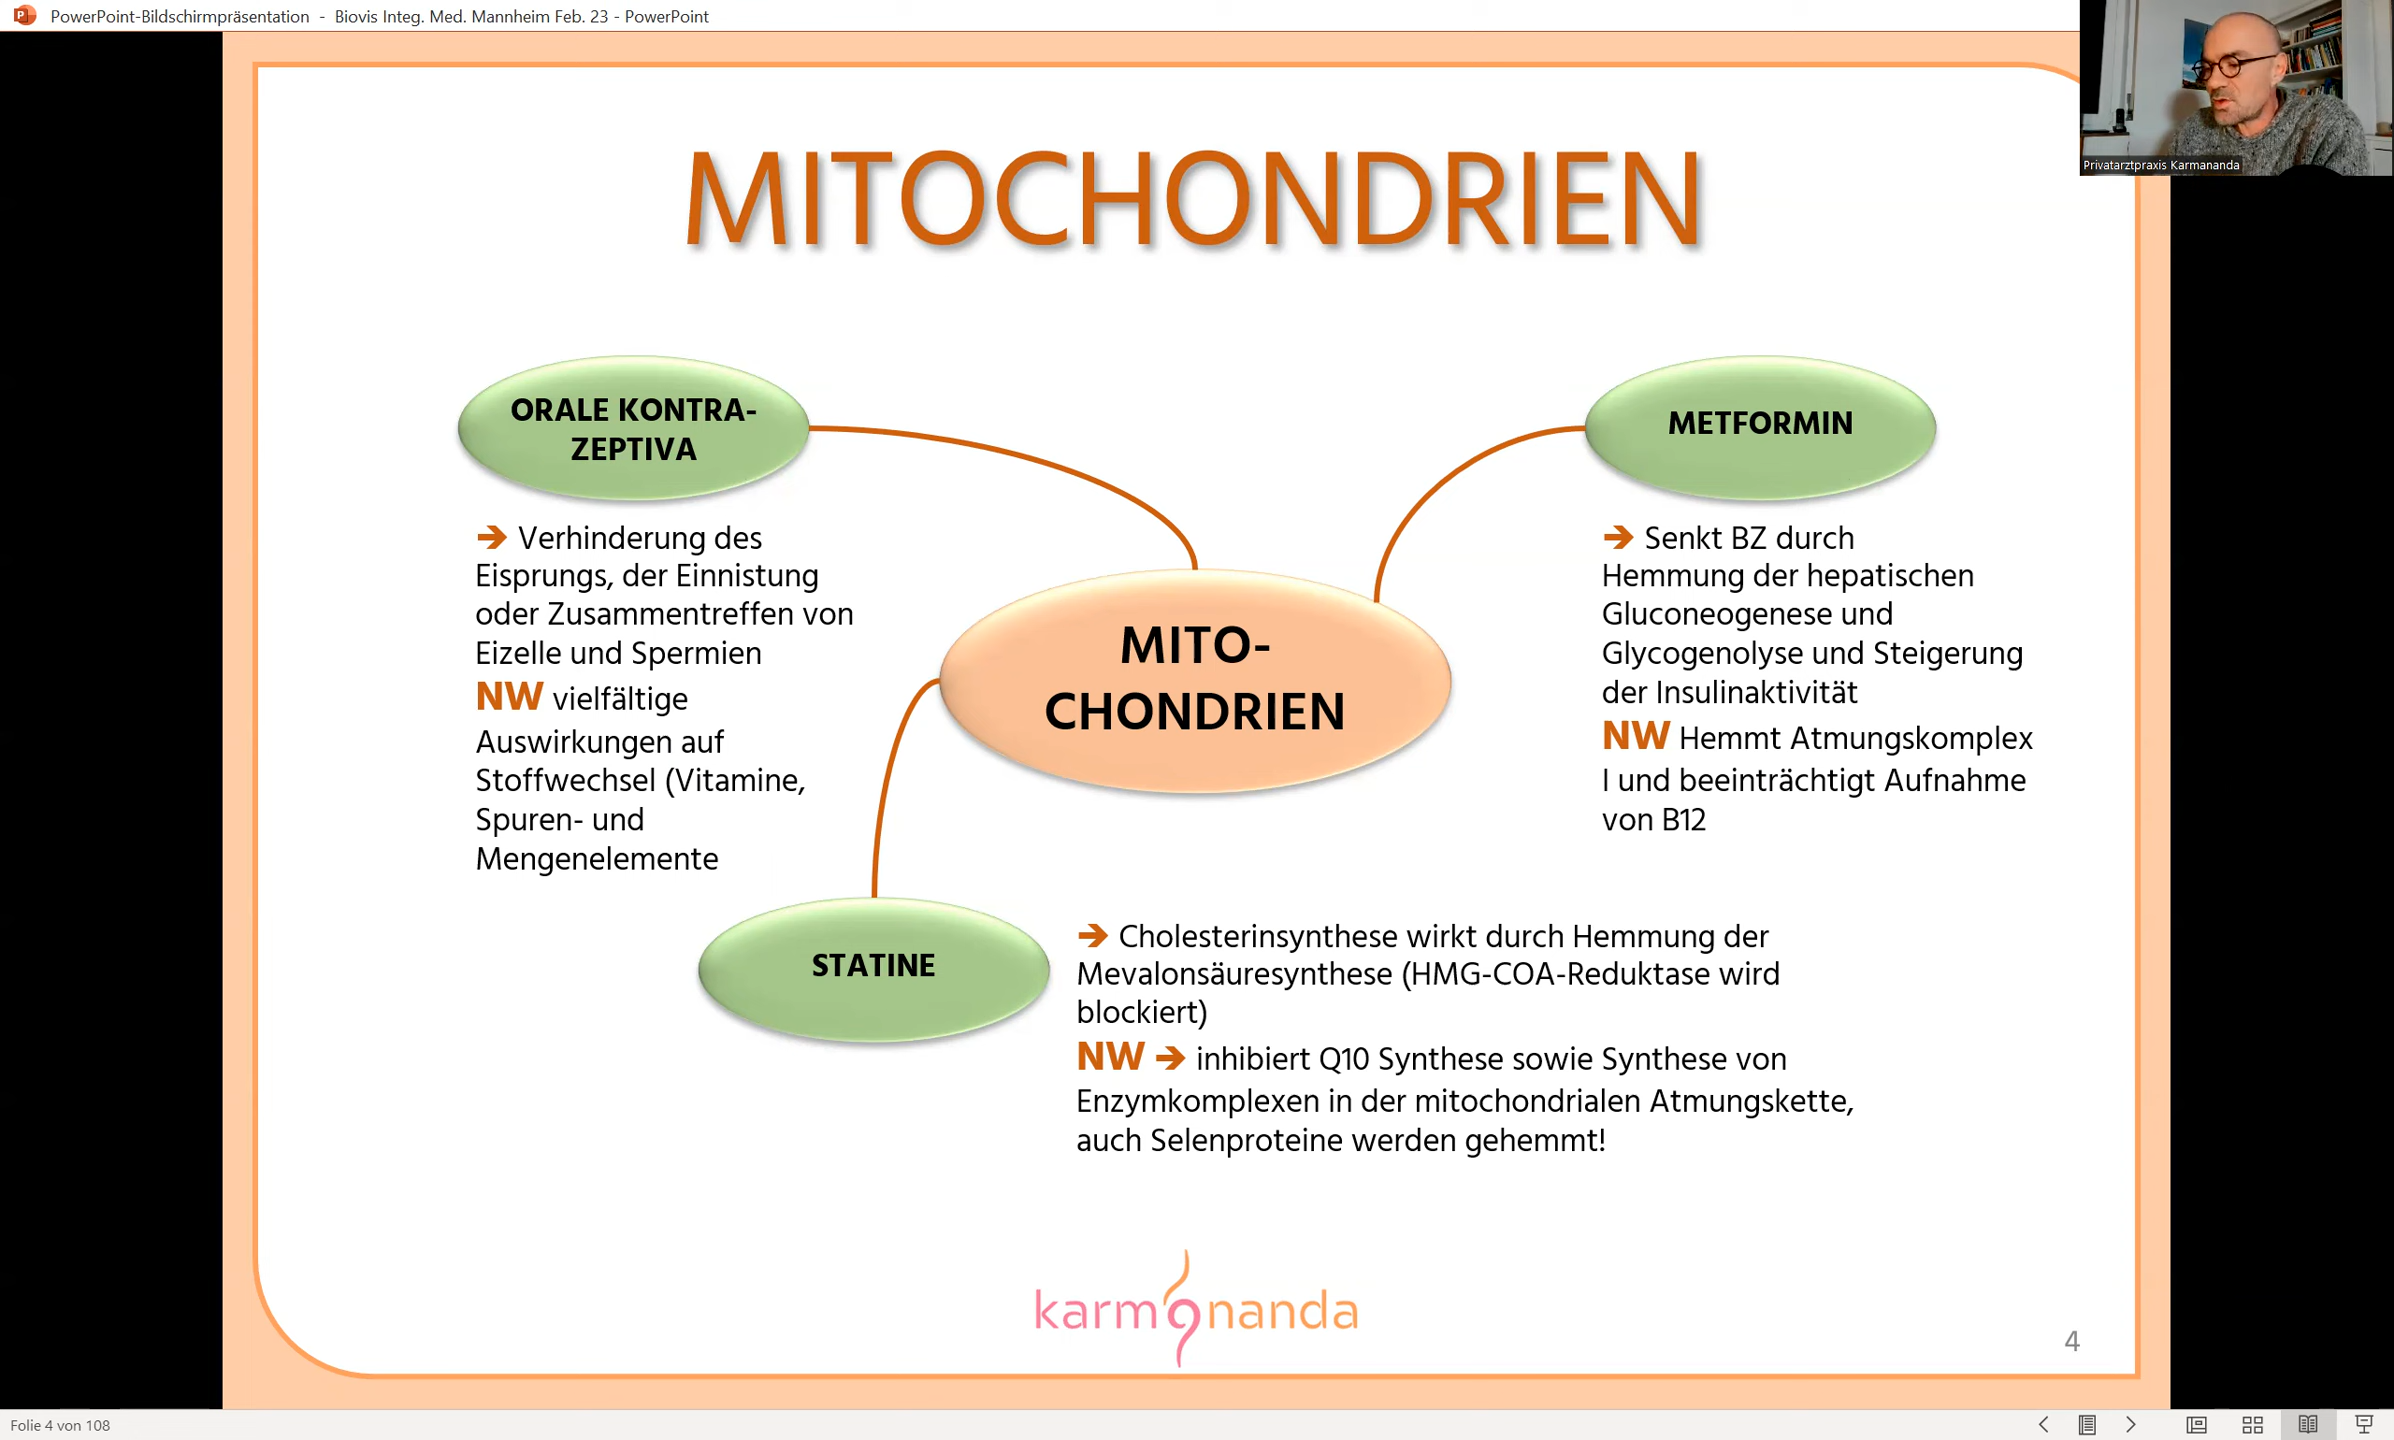 PowerPoint-Bildschirmpräsentation - Biovis Integ. Med. Mannheim Feb. 23 - PowerPoint
Privatarztpraxis Karmananda
MITOCHONDRIEN
ORALE KONTRA-
ZEPTIVA
➔ Verhinderung des
Eisprungs, der Einnistung
oder Zusammentreffen von
Eizelle und Spermien
NW vielfältige
Auswirkungen auf
Stoffwechsel (Vitamine,
Spuren- und
Mengenelemente
METFORMIN
➔ Senkt BZ durch
Hemmung der hepatischen
Gluconeogenese und
Glycogenolyse und Steigerung
der Insulinaktivität
NW Hemmt Atmungskomplex
I und beeinträchtigt Aufnahme
von B12
MITO-
CHONDRIEN
STATINE
➔ Cholesterinsynthese wirkt durch Hemmung der
Mevalonsäuresynthese (HMG-COA-Reduktase wird
blockiert)
NW ➔ inhibiert Q10 Synthese sowie Synthese von
Enzymkomplexen in der mitochondrialen Atmungskette,
auch Selenproteine werden gehemmt!
karmananda
4
Folie 4 von 108